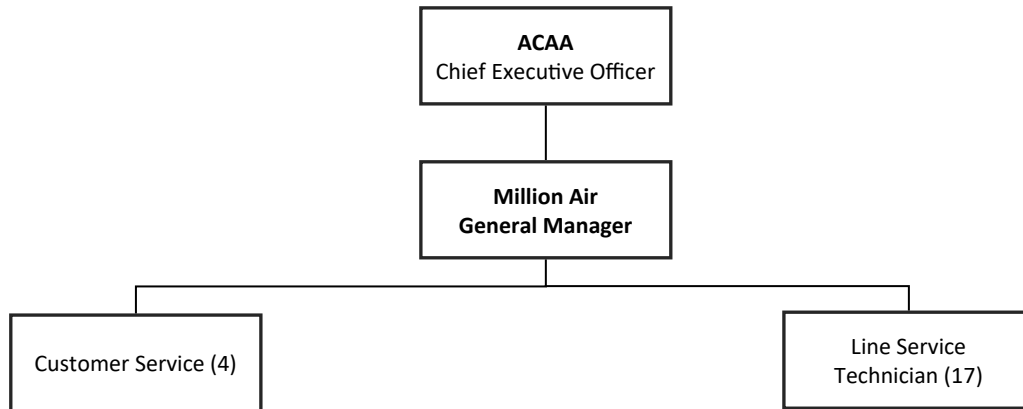 ACAA
Chief Executive Officer
Million Air
General Manager
Customer Service (4)
Line Service
Technician (17)